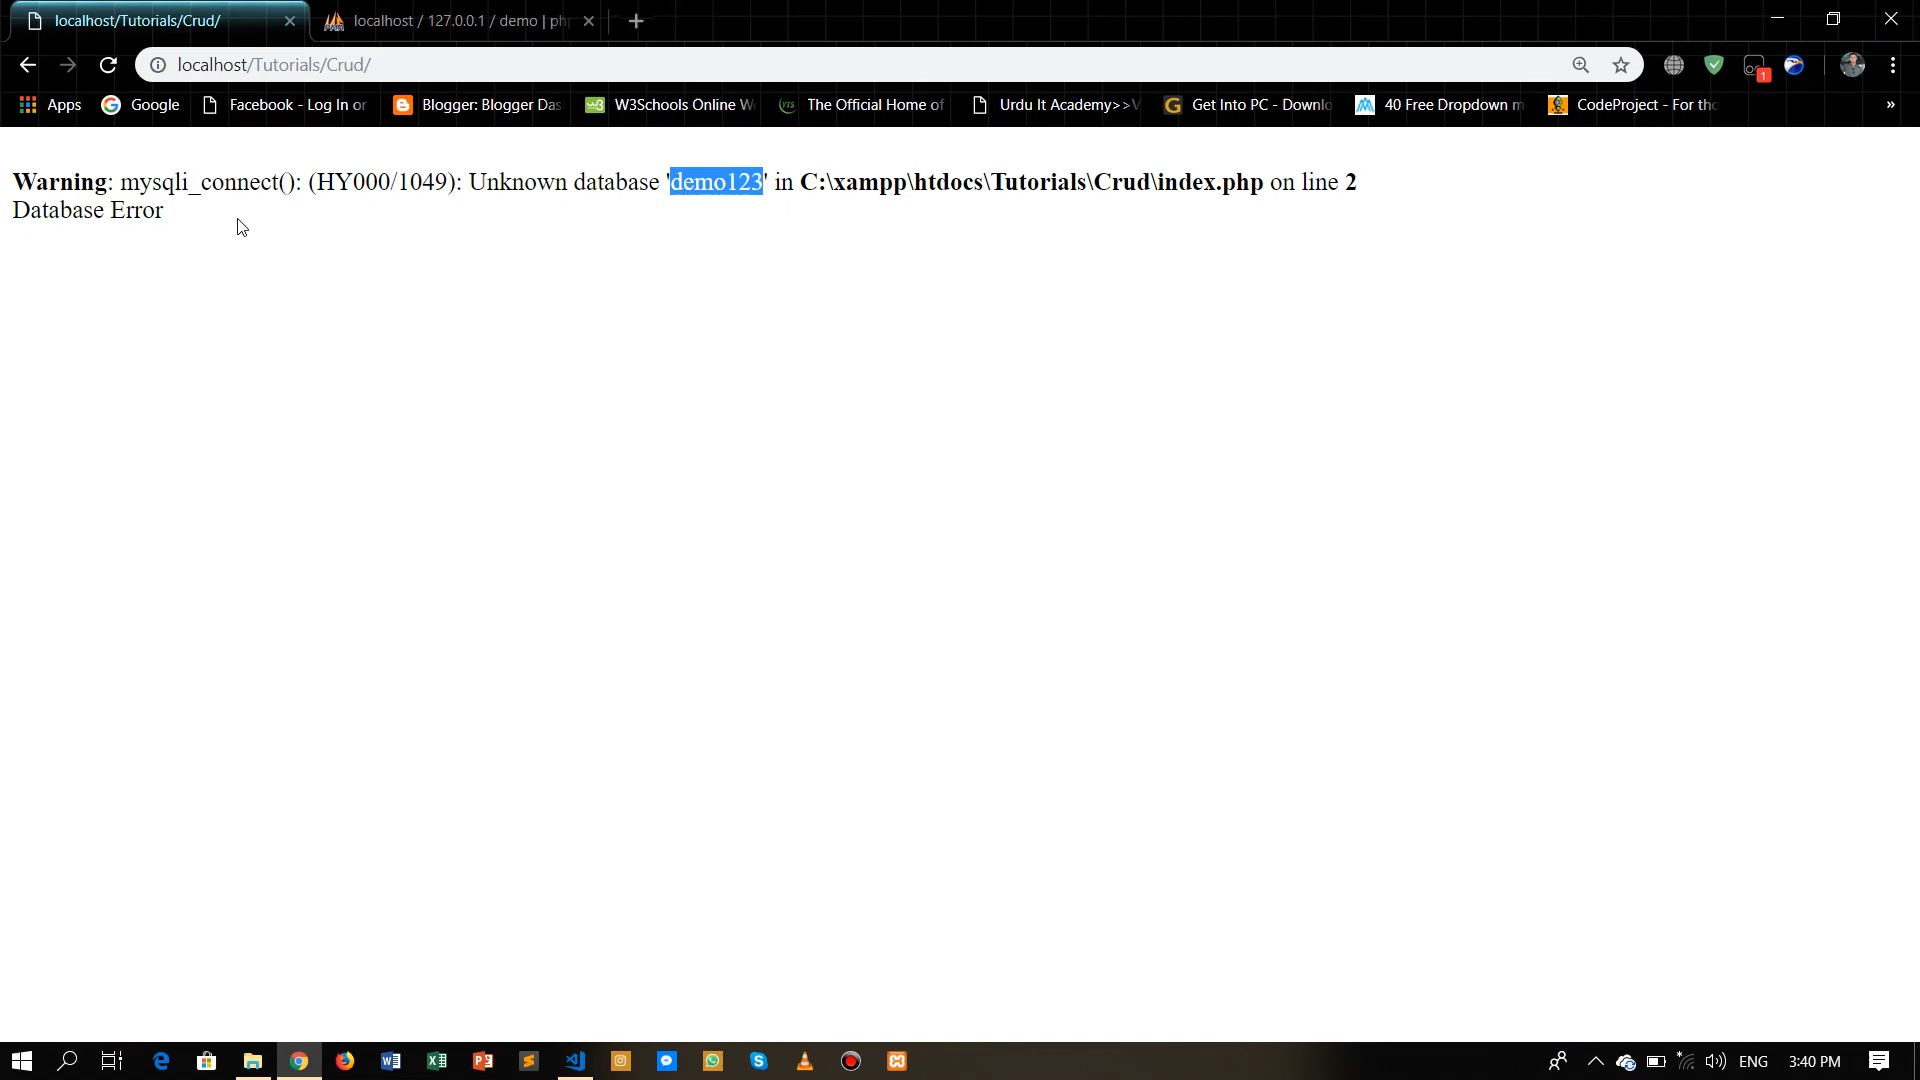 localhost/Tutorials/Crud/
localhost / 127.0.0.1 / demo | ph
localhost/Tutorials/Crud/
Apps
Google
Facebook - Log In or
Blogger: Blogger Das
W3Schools Online W
The Official Home of
Urdu It Academy>>V
Get Into PC - Downlo
40 Free Dropdown m
CodeProject - For tho
»
Warning: mysqli_connect(): (HY000/1049): Unknown database 'demo123' in C:\xampp\htdocs\Tutorials\Crud\index.php on line 2
Database Error
ENG
3:40 PM